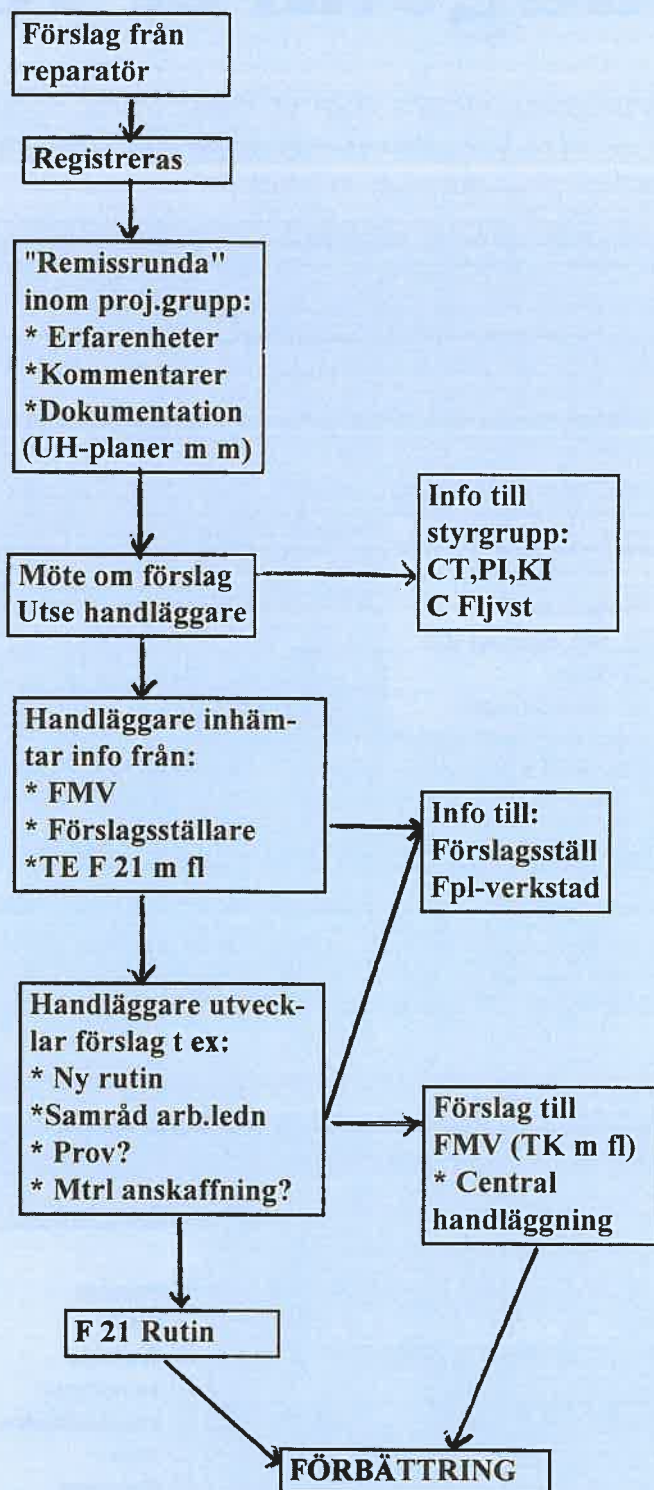 Förslag från
reparatör
Registreras
"Remissrunda"
inom proj.grupp:
* Erfarenheter
*Kommentarer
*Dokumentation
(UH-planer m m)
Möte om förslag
Utse handläggare
Info till
styrgrupp:
CT,PI,KI
C Fljvst
Handläggare inhäm-
tar info från:
* FMV
* Förslagsställare
*TE F 21 m fl
Info till:
Förslagsställ
Fpl-verkstad
Handläggare utveck-
lar förslag t ex:
* Ny rutin
*Samråd arb.ledn
* Prov?
* Mtrl anskaffning?
Förslag till
FMV (TK m fl)
* Central
handläggning
F 21 Rutin
FÖRBÄTTRING